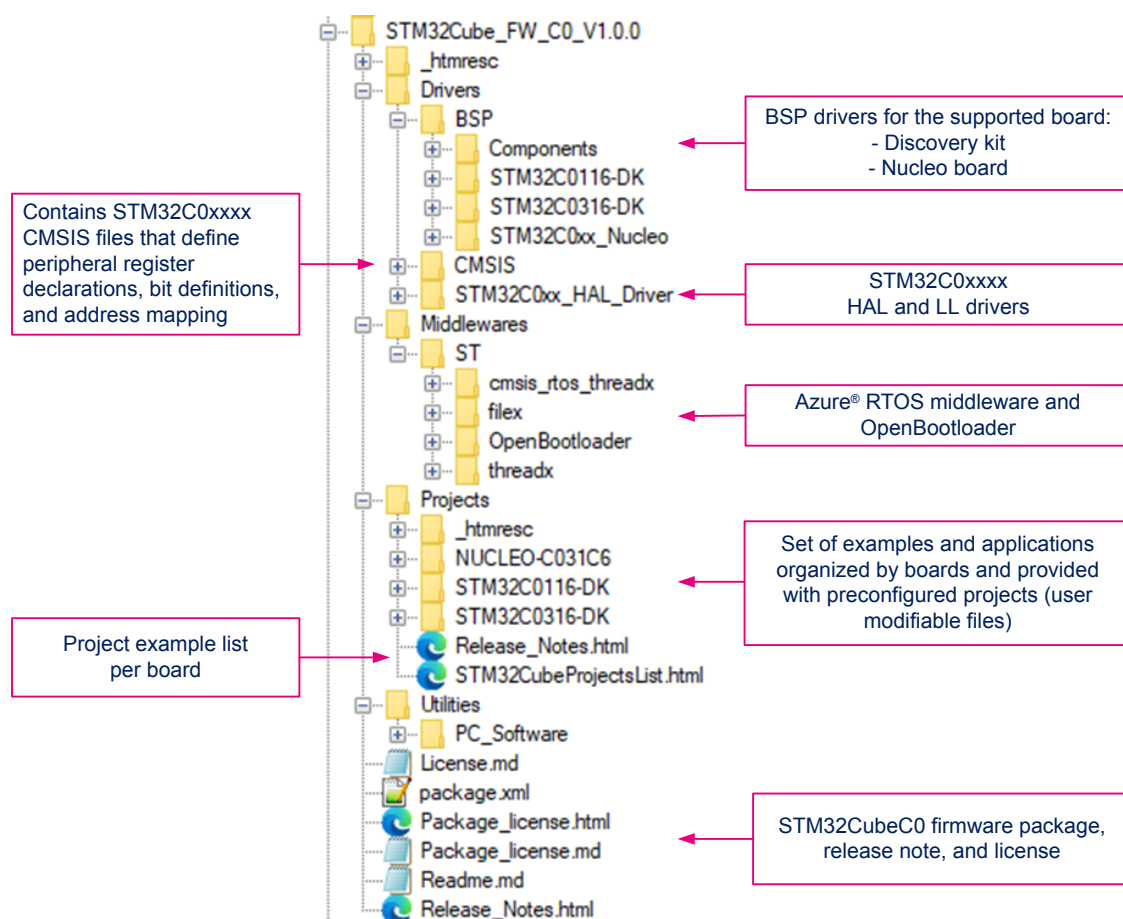 STM32Cube_FW_C0_V1.0.0
_htmresc
Drivers
BSP
Components
STM32C0116-DK
STM32C0316-DK
STM32C0xx_Nucleo
CMSIS
STM32C0xx_HAL_Driver
Middlewares
ST
cmsis_rtos_threadx
filex
OpenBootloader
threadx
Projects
_htmresc
NUCLEO-C031C6
STM32C0116-DK
STM32C0316-DK
Release_Notes.html
STM32CubeProjectsList.html
Utilities
PC_Software
License.md
package.xml
Package_license.html
Package_license.md
Readme.md
Release_Notes.html
Contains STM32C0xxxx
CMSIS files that define
peripheral register
declarations, bit definitions,
and address mapping
Project example list
per board
BSP drivers for the supported board:
- Discovery kit
- Nucleo board
STM32C0xxxx
HAL and LL drivers
Azure® RTOS middleware and
OpenBootloader
Set of examples and applications
organized by boards and provided
with preconfigured projects (user
modifiable files)
STM32CubeC0 firmware package,
release note, and license